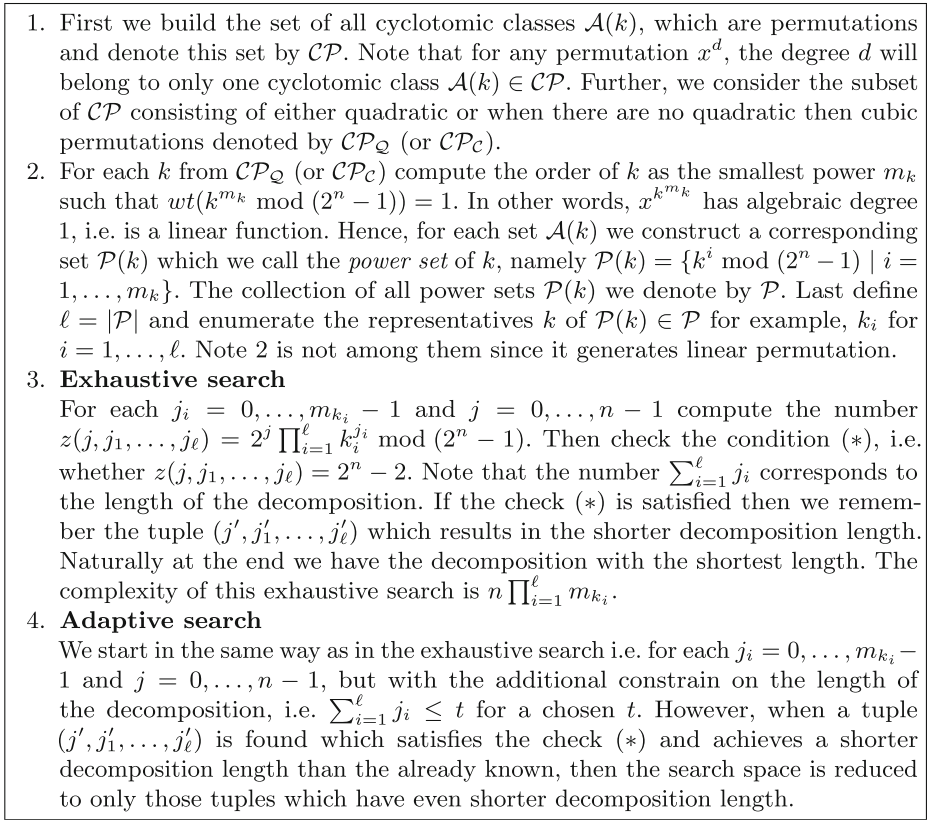 1. First we build the set of all cyclotomic classes 𝒜(k), which are permutations
and denote this set by 𝒞𝒫. Note that for any permutation x^d, the degree d will
belong to only one cyclotomic class 𝒜(k) ∈ 𝒞𝒫. Further, we consider the subset
of 𝒞𝒫 consisting of either quadratic or when there are no quadratic then cubic
permutations denoted by 𝒞𝒫_𝒬 (or 𝒞𝒫_𝒞).
2. For each k from 𝒞𝒫_𝒬 (or 𝒞𝒫_𝒞) compute the order of k as the smallest power m_k
such that wt(k^{m_k} mod (2^n − 1)) = 1. In other words, x^{k^{m_k}} has algebraic degree
1, i.e. is a linear function. Hence, for each set 𝒜(k) we construct a corresponding
set 𝒫(k) which we call the power set of k, namely 𝒫(k) = {k^i mod (2^n − 1) | i =
1, . . . , m_k}. The collection of all power sets 𝒫(k) we denote by 𝒫. Last define
ℓ = |𝒫| and enumerate the representatives k of 𝒫(k) ∈ 𝒫 for example, k_i for
i = 1, . . . , ℓ. Note 2 is not among them since it generates linear permutation.
3. Exhaustive search
For each j_i = 0, . . . , m_{k_i} − 1 and j = 0, . . . , n − 1 compute the number
z(j, j_1, . . . , j_ℓ) = 2^j ∏_{i=1}^{ℓ} k_i^{j_i} mod (2^n − 1). Then check the condition (∗), i.e.
whether z(j, j_1, . . . , j_ℓ) = 2^n − 2. Note that the number ∑_{i=1}^{ℓ} j_i corresponds to
the length of the decomposition. If the check (∗) is satisfied then we remem-
ber the tuple (j′, j′_1, . . . , j′_ℓ) which results in the shorter decomposition length.
Naturally at the end we have the decomposition with the shortest length. The
complexity of this exhaustive search is n ∏_{i=1}^{ℓ} m_{k_i}.
4. Adaptive search
We start in the same way as in the exhaustive search i.e. for each j_i = 0, . . . , m_{k_i} −
1 and j = 0, . . . , n − 1, but with the additional constrain on the length of
the decomposition, i.e. ∑_{i=1}^{ℓ} j_i ≤ t for a chosen t. However, when a tuple
(j′, j′_1, . . . , j′_ℓ) is found which satisfies the check (∗) and achieves a shorter
decomposition length than the already known, then the search space is reduced
to only those tuples which have even shorter decomposition length.